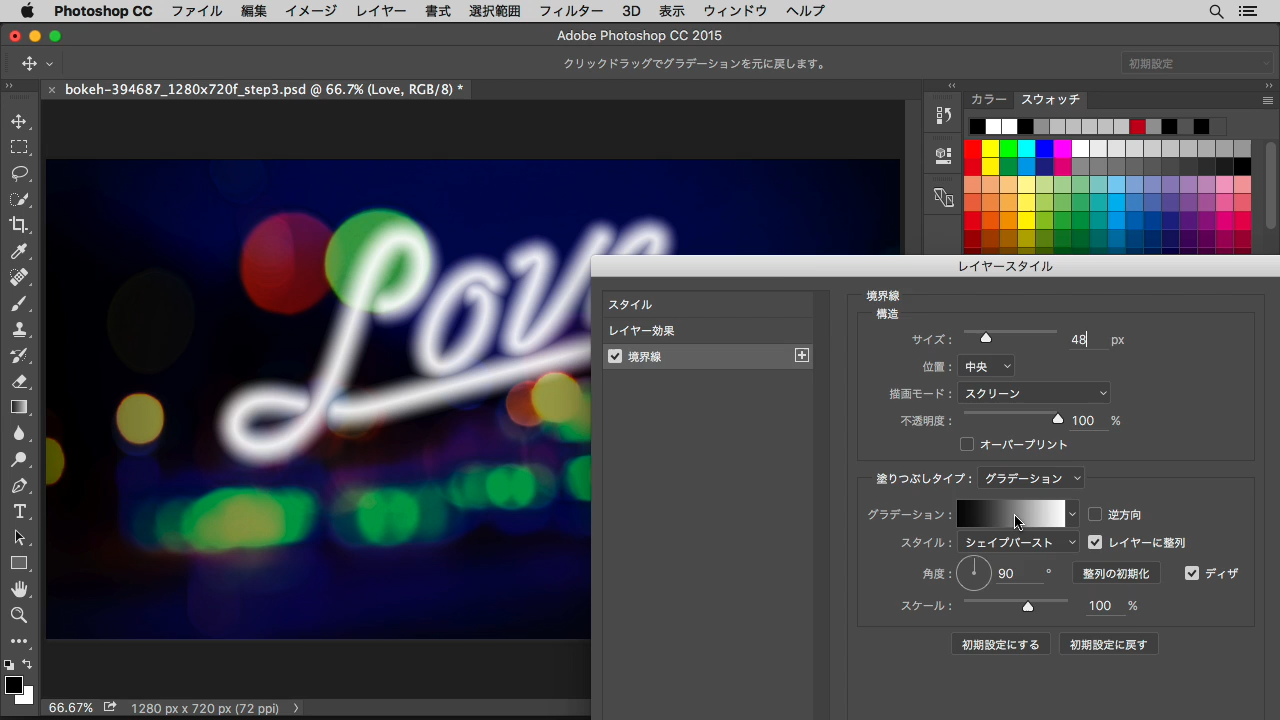 Photoshop CC ファイル 編集 イメージ レイヤー 書式 選択範囲 フィルター 3D 表示 ウィンドウ ヘルプ
Adobe Photoshop CC 2015
クリックドラッグでグラデーションを元に戻します。 初期設定
× bokeh-394687_1280x720f_step3.psd @ 66.7% (Love, RGB/8) *
カラー スウォッチ
Love
レイヤースタイル
スタイル
レイヤー効果
境界線
境界線
構造
サイズ : 48 px
位置 : 中央
描画モード : スクリーン
不透明度 : 100 %
オーバープリント
塗りつぶしタイプ : グラデーション
グラデーション : 逆方向
スタイル : シェイプバースト レイヤーに整列
角度 : 90 ° 整列の初期化 ディザ
スケール : 100 %
初期設定にする 初期設定に戻す
66.67% 1280 px x 720 px (72 ppi)